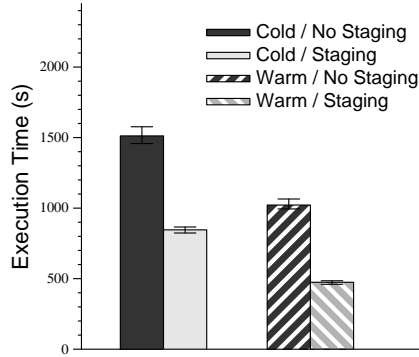 Cold / No Staging
Cold / Staging
Warm / No Staging
Warm / Staging
Execution Time (s)
2000
1500
1000
500
0